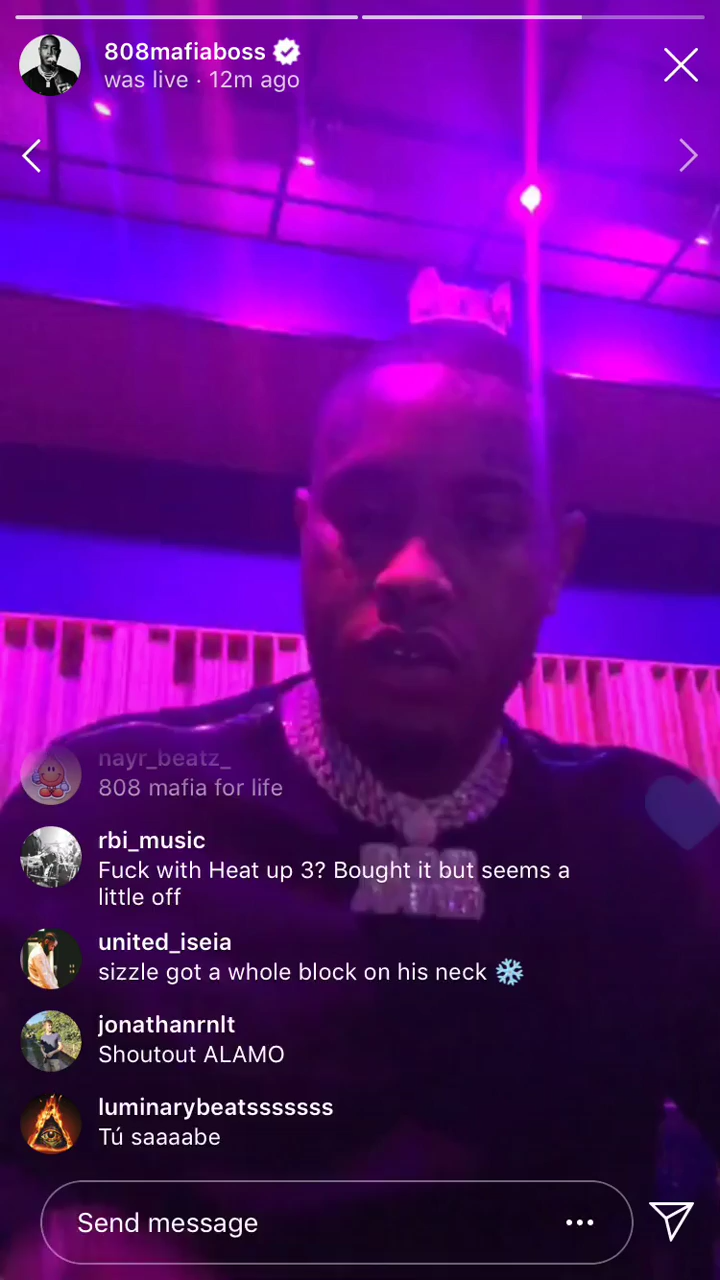 808mafiaboss
was live · 12m ago
nayr_beatz_
808 mafia for life
rbi_music
Fuck with Heat up 3? Bought it but seems a
little off
united_iseia
sizzle got a whole block on his neck ❄️
jonathanrnlt
Shoutout ALAMO
luminarybeatsssssss
Tú saaaabe
Send message